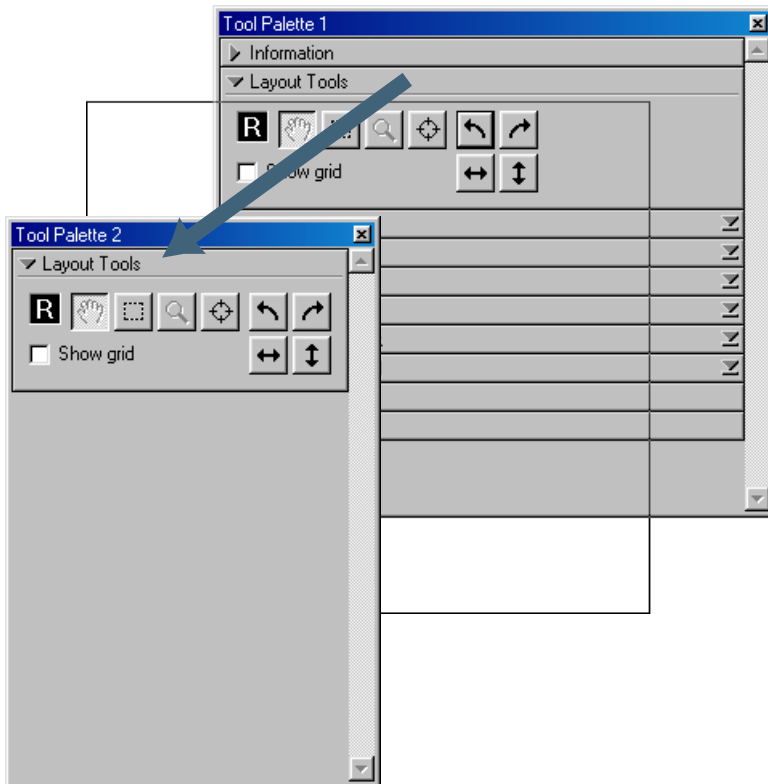 Tool Palette 1
Information
Layout Tools
R
Show grid
Tool Palette 2
Layout Tools
R
Show grid